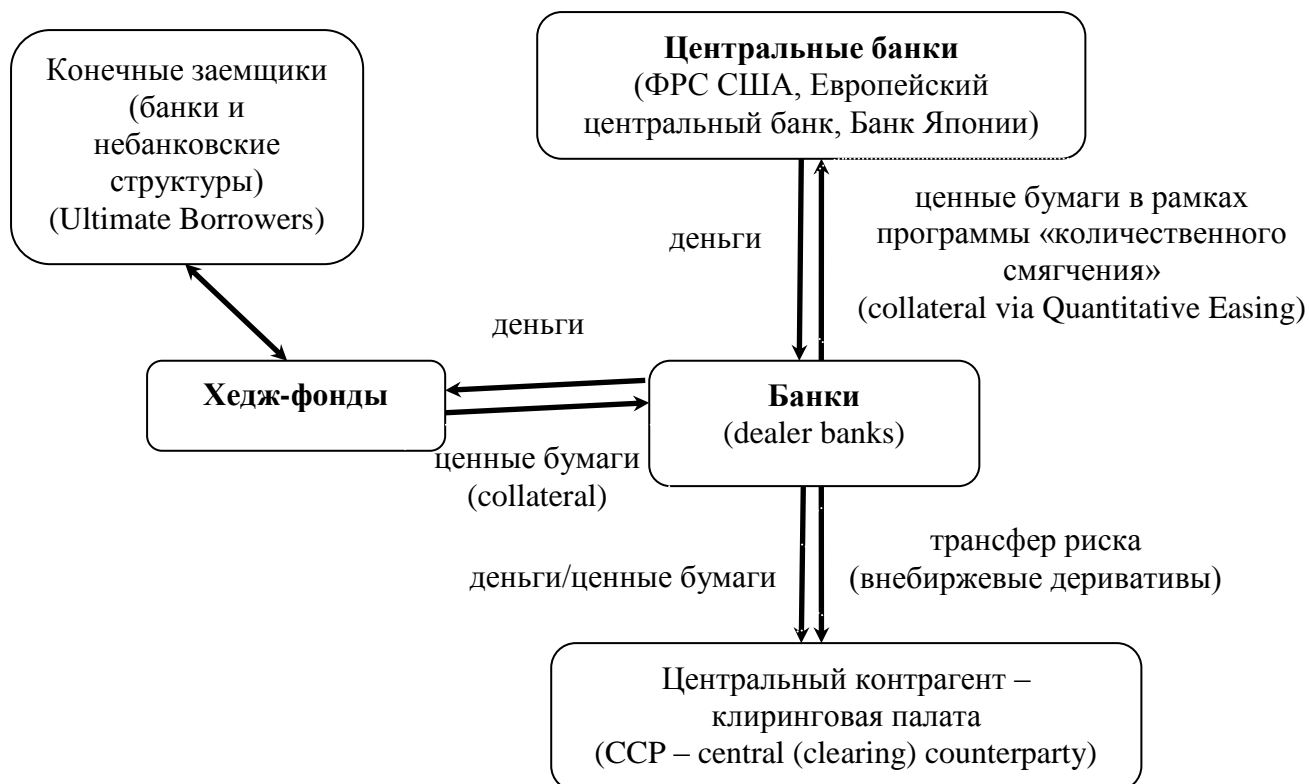 Конечные заемщики
(банки и
небанковские
структуры)
(Ultimate Borrowers)
Центральные банки
(ФРС США, Европейский
центральный банк, Банк Японии)
деньги
ценные бумаги в рамках
программы «количественного
смягчения»
(collateral via Quantitative Easing)
деньги
Хедж-фонды
Банки
(dealer banks)
ценные бумаги
(collateral)
деньги/ценные бумаги
трансфер риска
(внебиржевые деривативы)
Центральный контрагент –
клиринговая палата
(CCP – central (clearing) counterparty)